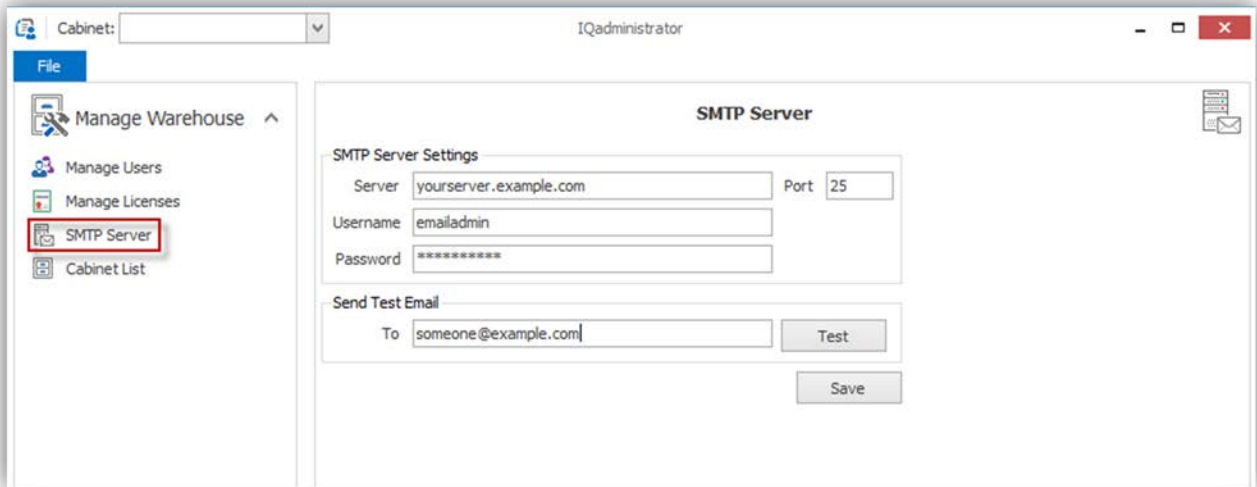 Cabinet:
IQadministrator
File
Manage Warehouse
Manage Users
Manage Licenses
SMTP Server
Cabinet List
SMTP Server
SMTP Server Settings
Server yourserver.example.com Port 25
Username emailadmin
Password **********
Send Test Email
To someone@example.com Test
Save